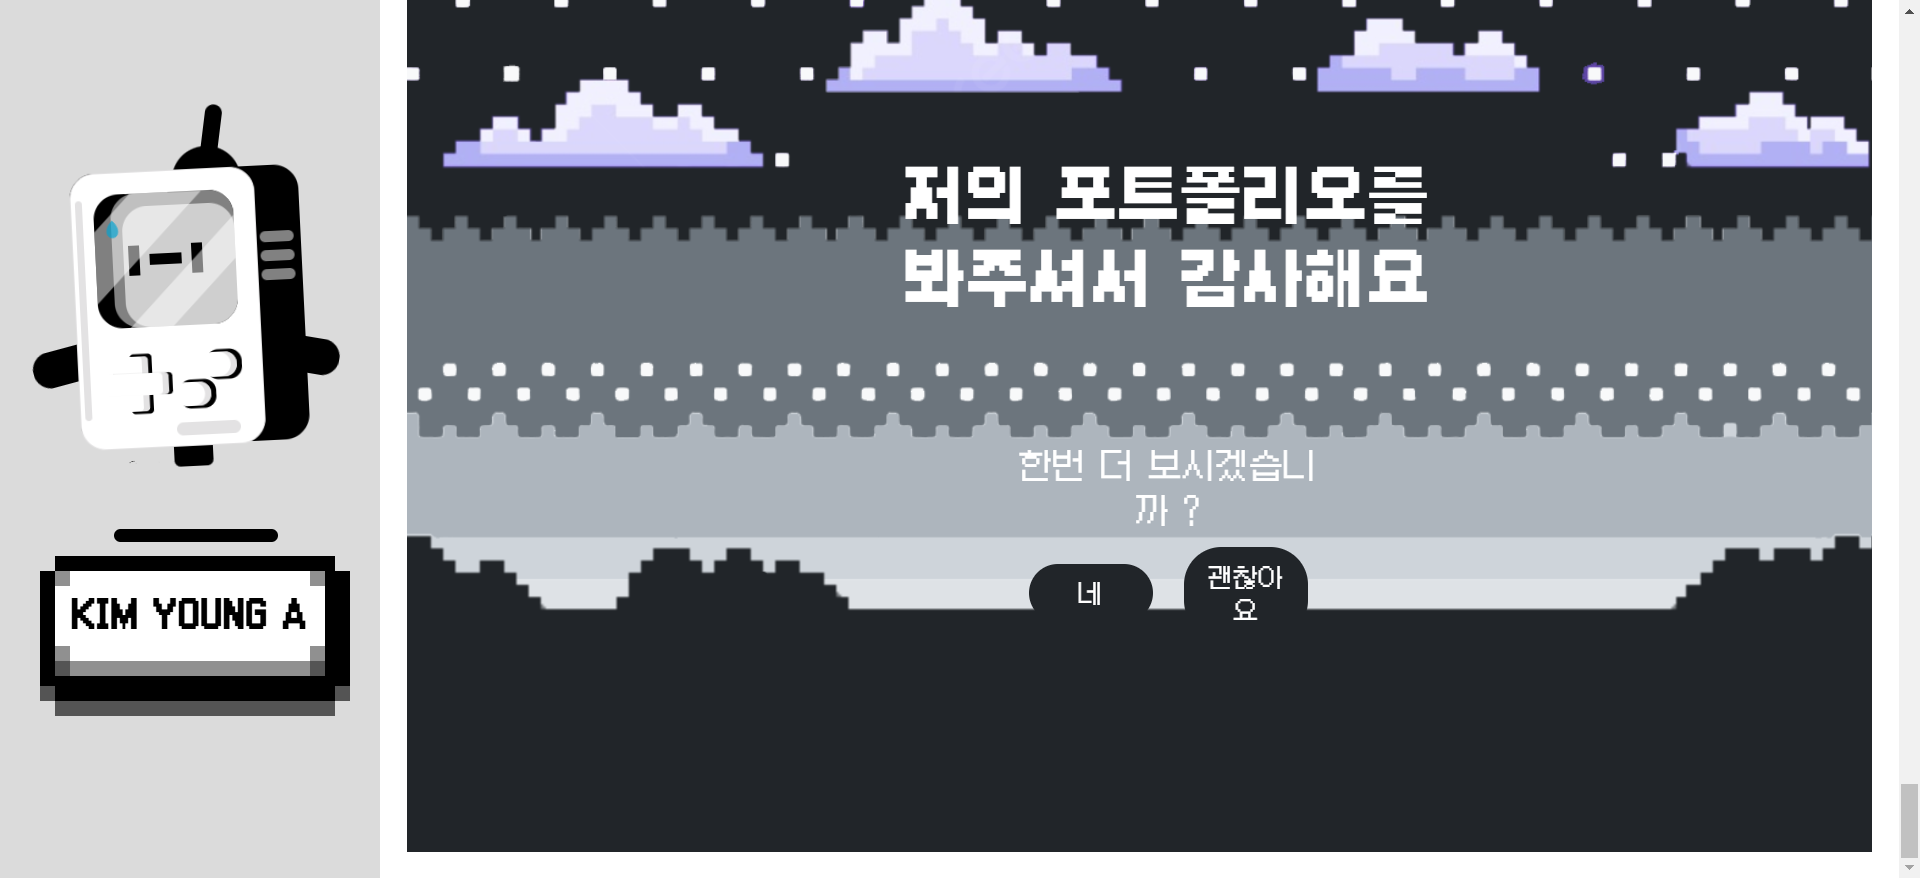 KIM YOUNG A
저의 포트폴리오를
봐주셔서 감사해요
한번 더 보시겠습니
까 ?
네
괜찮아
요